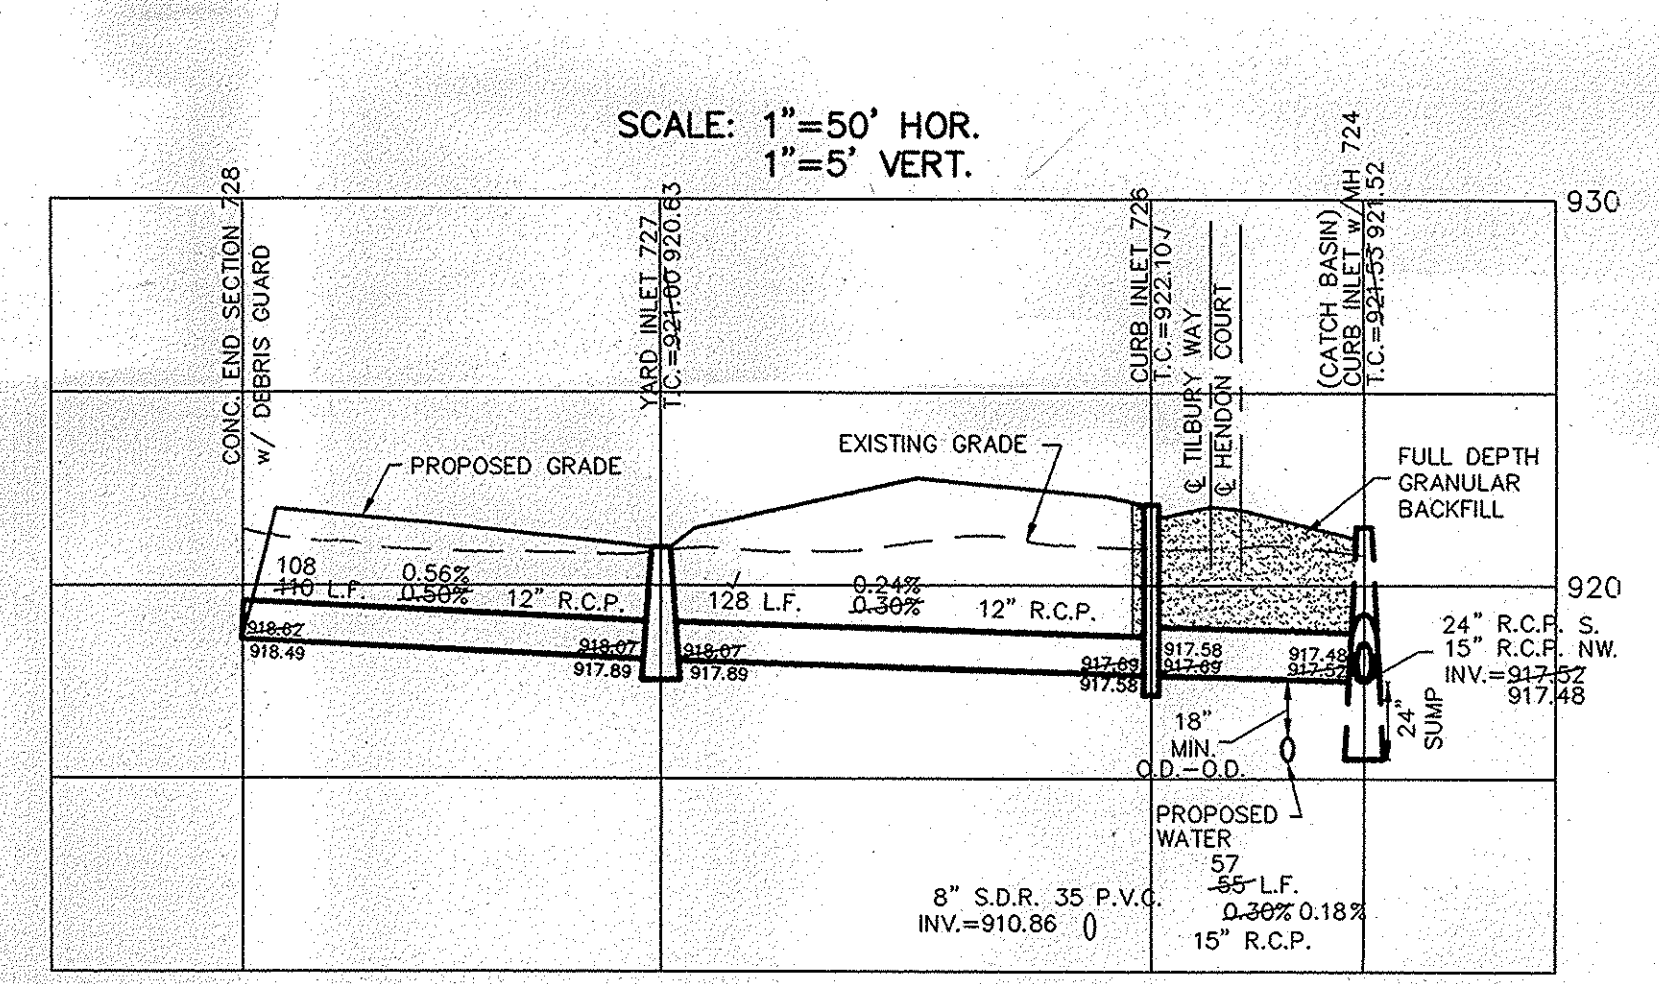 SCALE: 1"=50' HOR.
1"=5' VERT.
CONC. END SECTION 728
w/ DEBRIS GUARD
YARD INLET 727
T.C.=921.00 920.63
CURB INLET 726
T.C.=922.10√
℄ TILBURY WAY
℄ HENDON COURT
(CATCH BASIN)
CURB INLET w/MH 724
T.C.=921.53 921.52
930
PROPOSED GRADE
EXISTING GRADE
FULL DEPTH
GRANULAR
BACKFILL
920
108
110 L.F.
0.56%
0.50%
12" R.C.P.
√
128 L.F.
0.24%
0.30%
12" R.C.P.
918.62
918.49
918.07
917.89
918.07
917.89
917.69
917.58
917.58
917.69
917.48
917.52
24" R.C.P. S.
15" R.C.P. NW.
INV.=917.52
917.48
24"
SUMP
18"
MIN.
O.D.-O.D.
PROPOSED
WATER
57
55 L.F.
0.30% 0.18%
15" R.C.P.
8" S.D.R. 35 P.V.C.
INV.=910.86